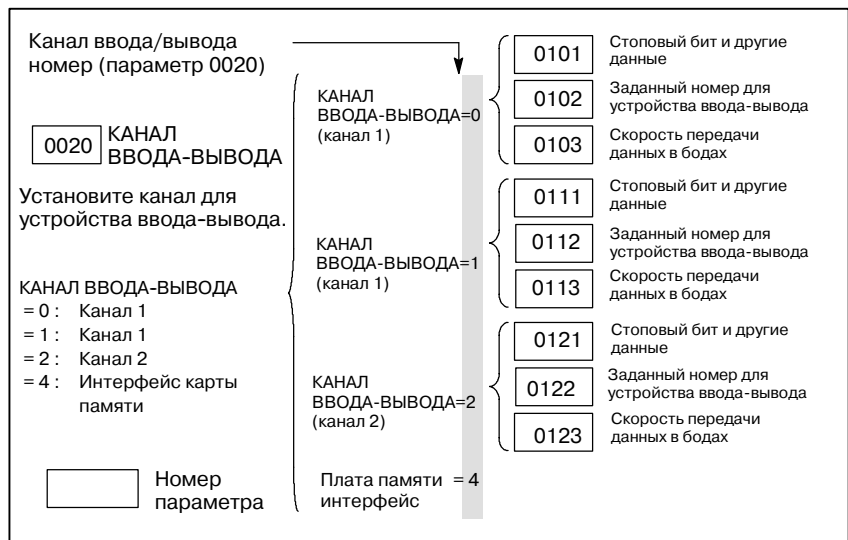 Канал ввода/вывода
номер (параметр 0020)
0020 КАНАЛ
ВВОДА-ВЫВОДА
Установите канал для
устройства ввода-вывода.
КАНАЛ ВВОДА-ВЫВОДА
= 0 : Канал 1
= 1 : Канал 1
= 2 : Канал 2
= 4 : Интерфейс карты
памяти
Номер
параметра
КАНАЛ
ВВОДА-ВЫВОДА=0
(канал 1)
0101 Стоповый бит и другие
данные
0102 Заданный номер для
устройства ввода-вывода
0103 Скорость передачи
данных в бодах
КАНАЛ
ВВОДА-ВЫВОДА=1
(канал 1)
0111 Стоповый бит и другие
данные
0112 Заданный номер для
устройства ввода-вывода
0113 Скорость передачи
данных в бодах
КАНАЛ
ВВОДА-ВЫВОДА=2
(канал 2)
0121 Стоповый бит и другие
данные
0122 Заданный номер для
устройства ввода-вывода
0123 Скорость передачи
данных в бодах
Плата памяти = 4
интерфейс